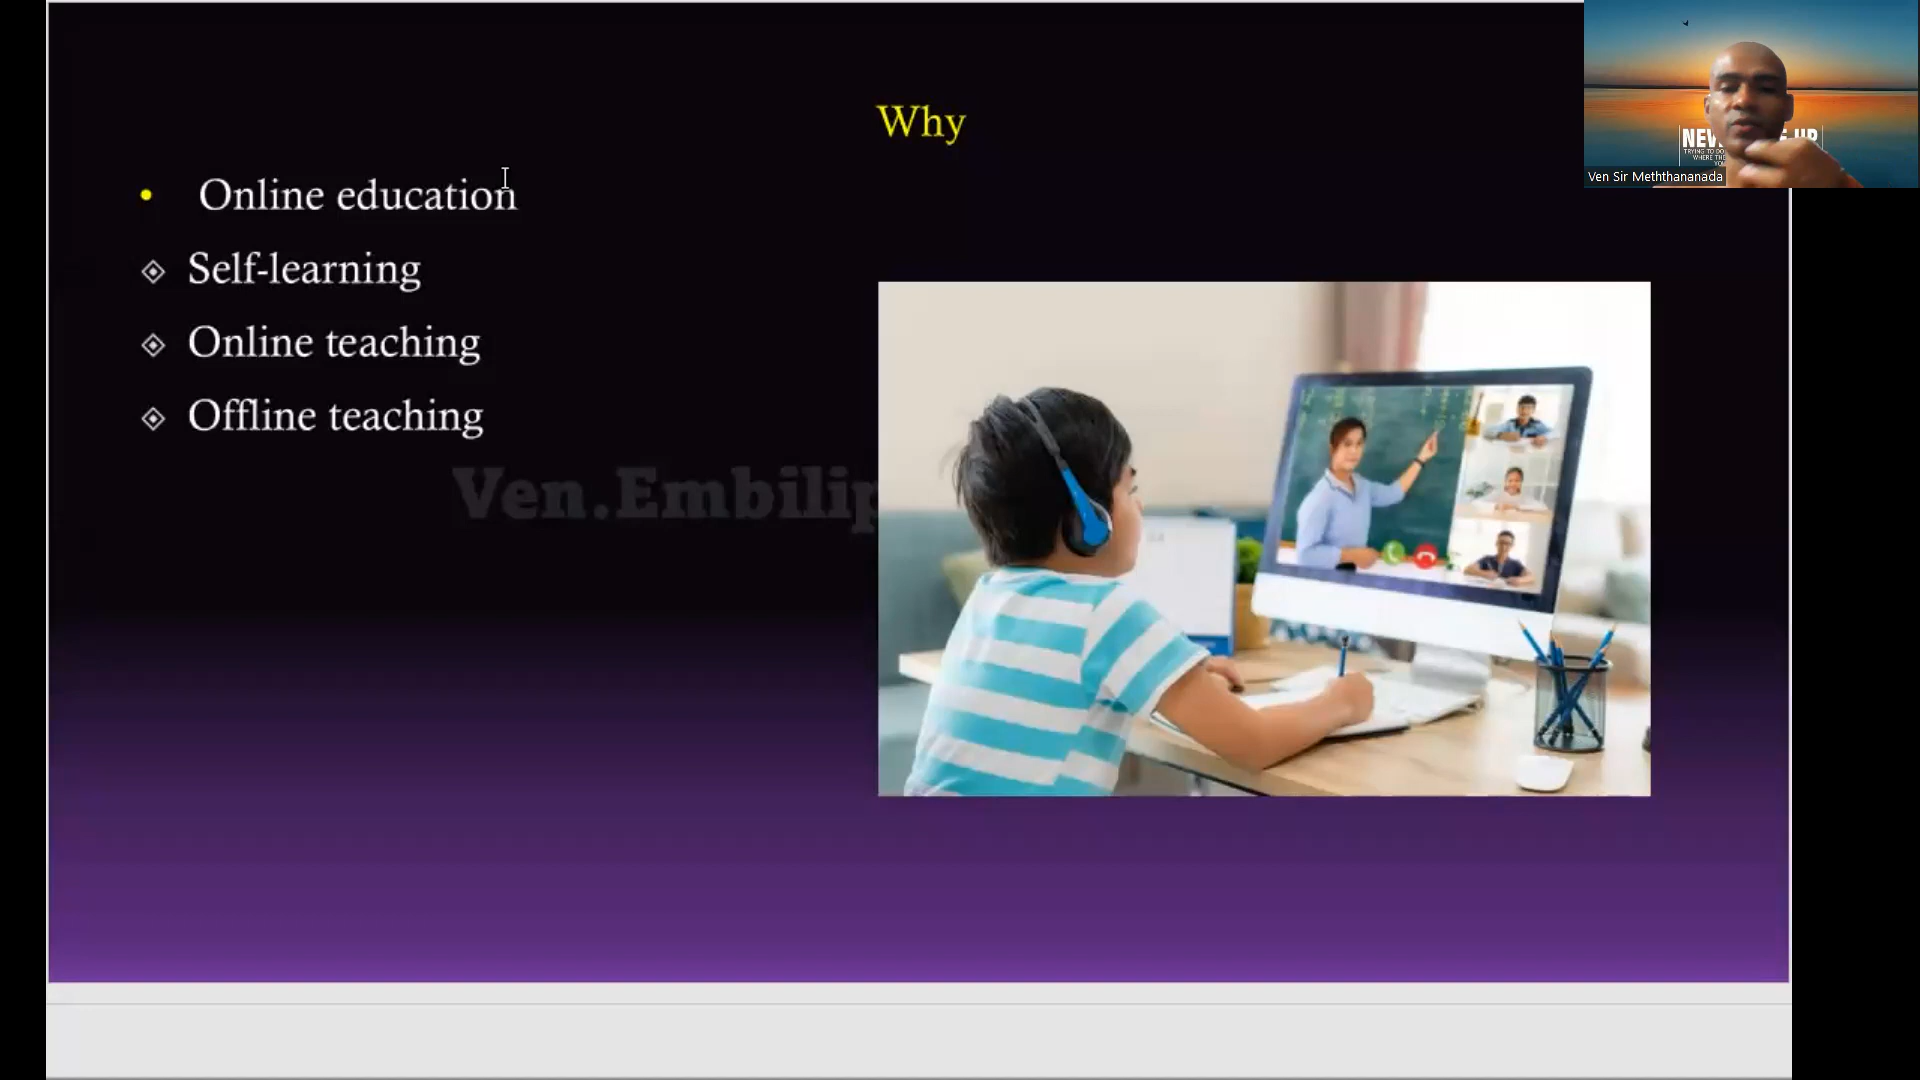 Why
• Online education
Self-learning
Online teaching
Offline teaching
Ven.Embilip
Ven Sir Meththananada